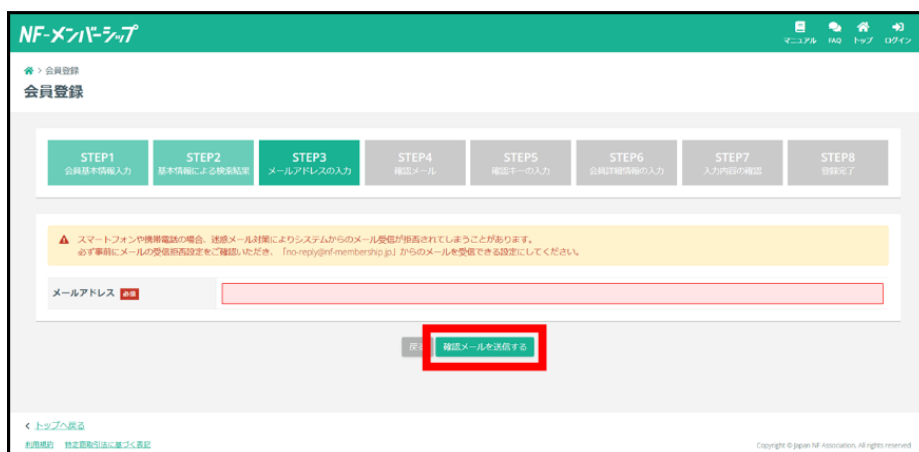 NF-メンバーシップ
マニュアル FAQ トップ ログイン
> 会員登録
会員登録
STEP1 STEP2 STEP3 STEP4 STEP5 STEP6 STEP7 STEP8
会員基本情報入力 基本情報による検索結果 メールアドレスの入力 確認メール 確認キーの入力 会員詳細情報の入力 入力内容の確認 登録完了
スマートフォンや携帯電話の場合、迷惑メール対策によりシステムからのメール受信が拒否されてしまうことがあります。
必ず事前にメールの受信拒否設定をご確認いただき、「no-reply@nf-membership.jp」からのメールを受信できる設定にしてください。
メールアドレス 必須
戻る 確認メールを送信する
< トップへ戻る
利用規約 特定商取引法に基づく表記
Copyright © Japan NF Association. All rights reserved.